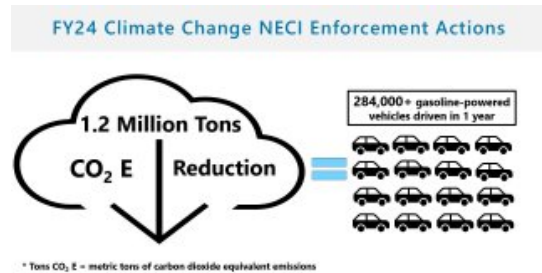 FY24 Climate Change NECI Enforcement Actions
1.2 Million Tons
CO₂ E Reduction
284,000+ gasoline-powered
vehicles driven in 1 year
* Tons CO₂ E = metric tons of carbon dioxide equivalent emissions